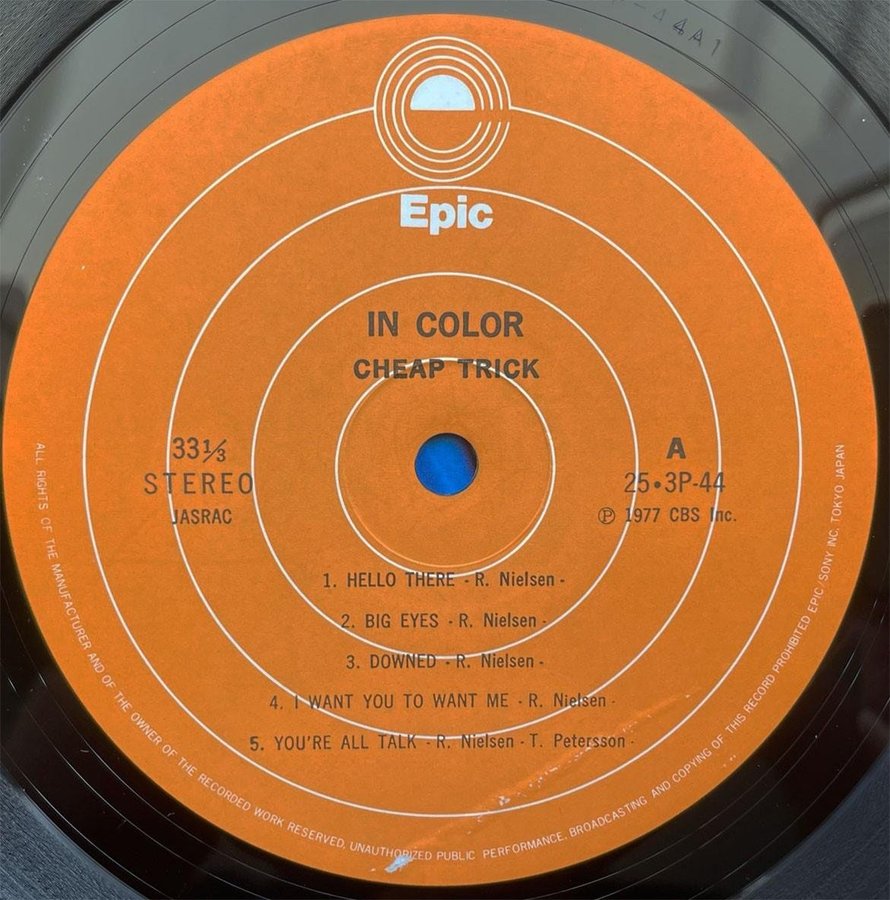 44A1
Epic
IN COLOR
CHEAP TRICK
33⅓
STEREO
JASRAC
A
25•3P-44
Ⓟ 1977 CBS Inc.
1. HELLO THERE - R. Nielsen -
2. BIG EYES - R. Nielsen -
3. DOWNED - R. Nielsen -
4. I WANT YOU TO WANT ME - R. Nielsen -
5. YOU'RE ALL TALK - R. Nielsen - T. Petersson -
ALL RIGHTS OF THE MANUFACTURER AND OF THE OWNER OF THE RECORDED WORK RESERVED, UNAUTHORIZED PUBLIC PERFORMANCE, BROADCASTING AND COPYING OF THIS RECORD PROHIBITED EPIC/SONY INC, TOKYO JAPAN